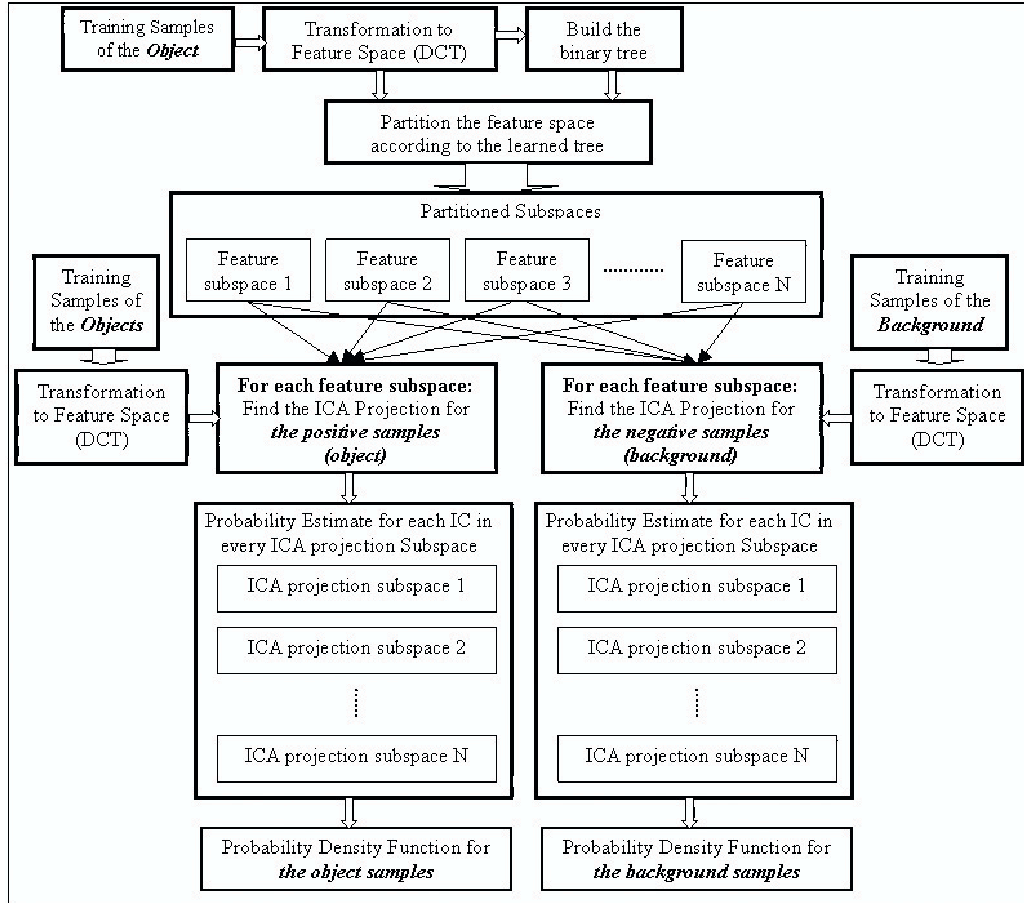 Training Samples
of the Object
Transformation to
Feature Space (DCT)
Build the
binary tree
Partition the feature space
according to the learned tree
Partitioned Subspaces
Feature
subspace 1
Feature
subspace 2
Feature
subspace 3
Feature
subspace N
Training
Samples of
the Objects
Training
Samples of the
Background
Transformation
to Feature Space
(DCT)
For each feature subspace:
Find the ICA Projection for
the positive samples
(object)
For each feature subspace:
Find the ICA Projection for
the negative samples
(background)
Transformation
to Feature Space
(DCT)
Probability Estimate for each IC in
every ICA projection Subspace
ICA projection subspace 1
ICA projection subspace 2
ICA projection subspace N
Probability Estimate for each IC in
every ICA projection Subspace
ICA projection subspace 1
ICA projection subspace 2
ICA projection subspace N
Probability Density Function for
the object samples
Probability Density Function for
the background samples